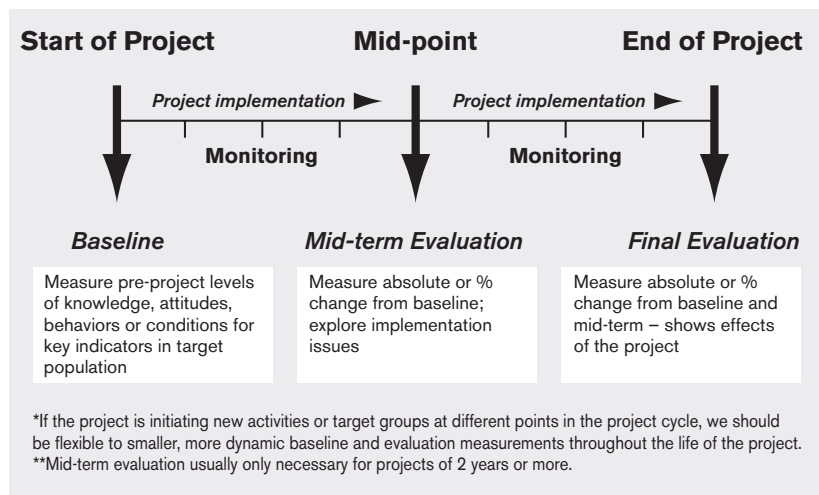 Start of Project
Mid-point
End of Project
Project implementation
Project implementation
Monitoring
Monitoring
Baseline
Mid-term Evaluation
Final Evaluation
Measure pre-project levels
of knowledge, attitudes,
behaviors or conditions for
key indicators in target
population
Measure absolute or %
change from baseline;
explore implementation
issues
Measure absolute or %
change from baseline and
mid-term – shows effects
of the project
*If the project is initiating new activities or target groups at different points in the project cycle, we should
be flexible to smaller, more dynamic baseline and evaluation measurements throughout the life of the project.
**Mid-term evaluation usually only necessary for projects of 2 years or more.